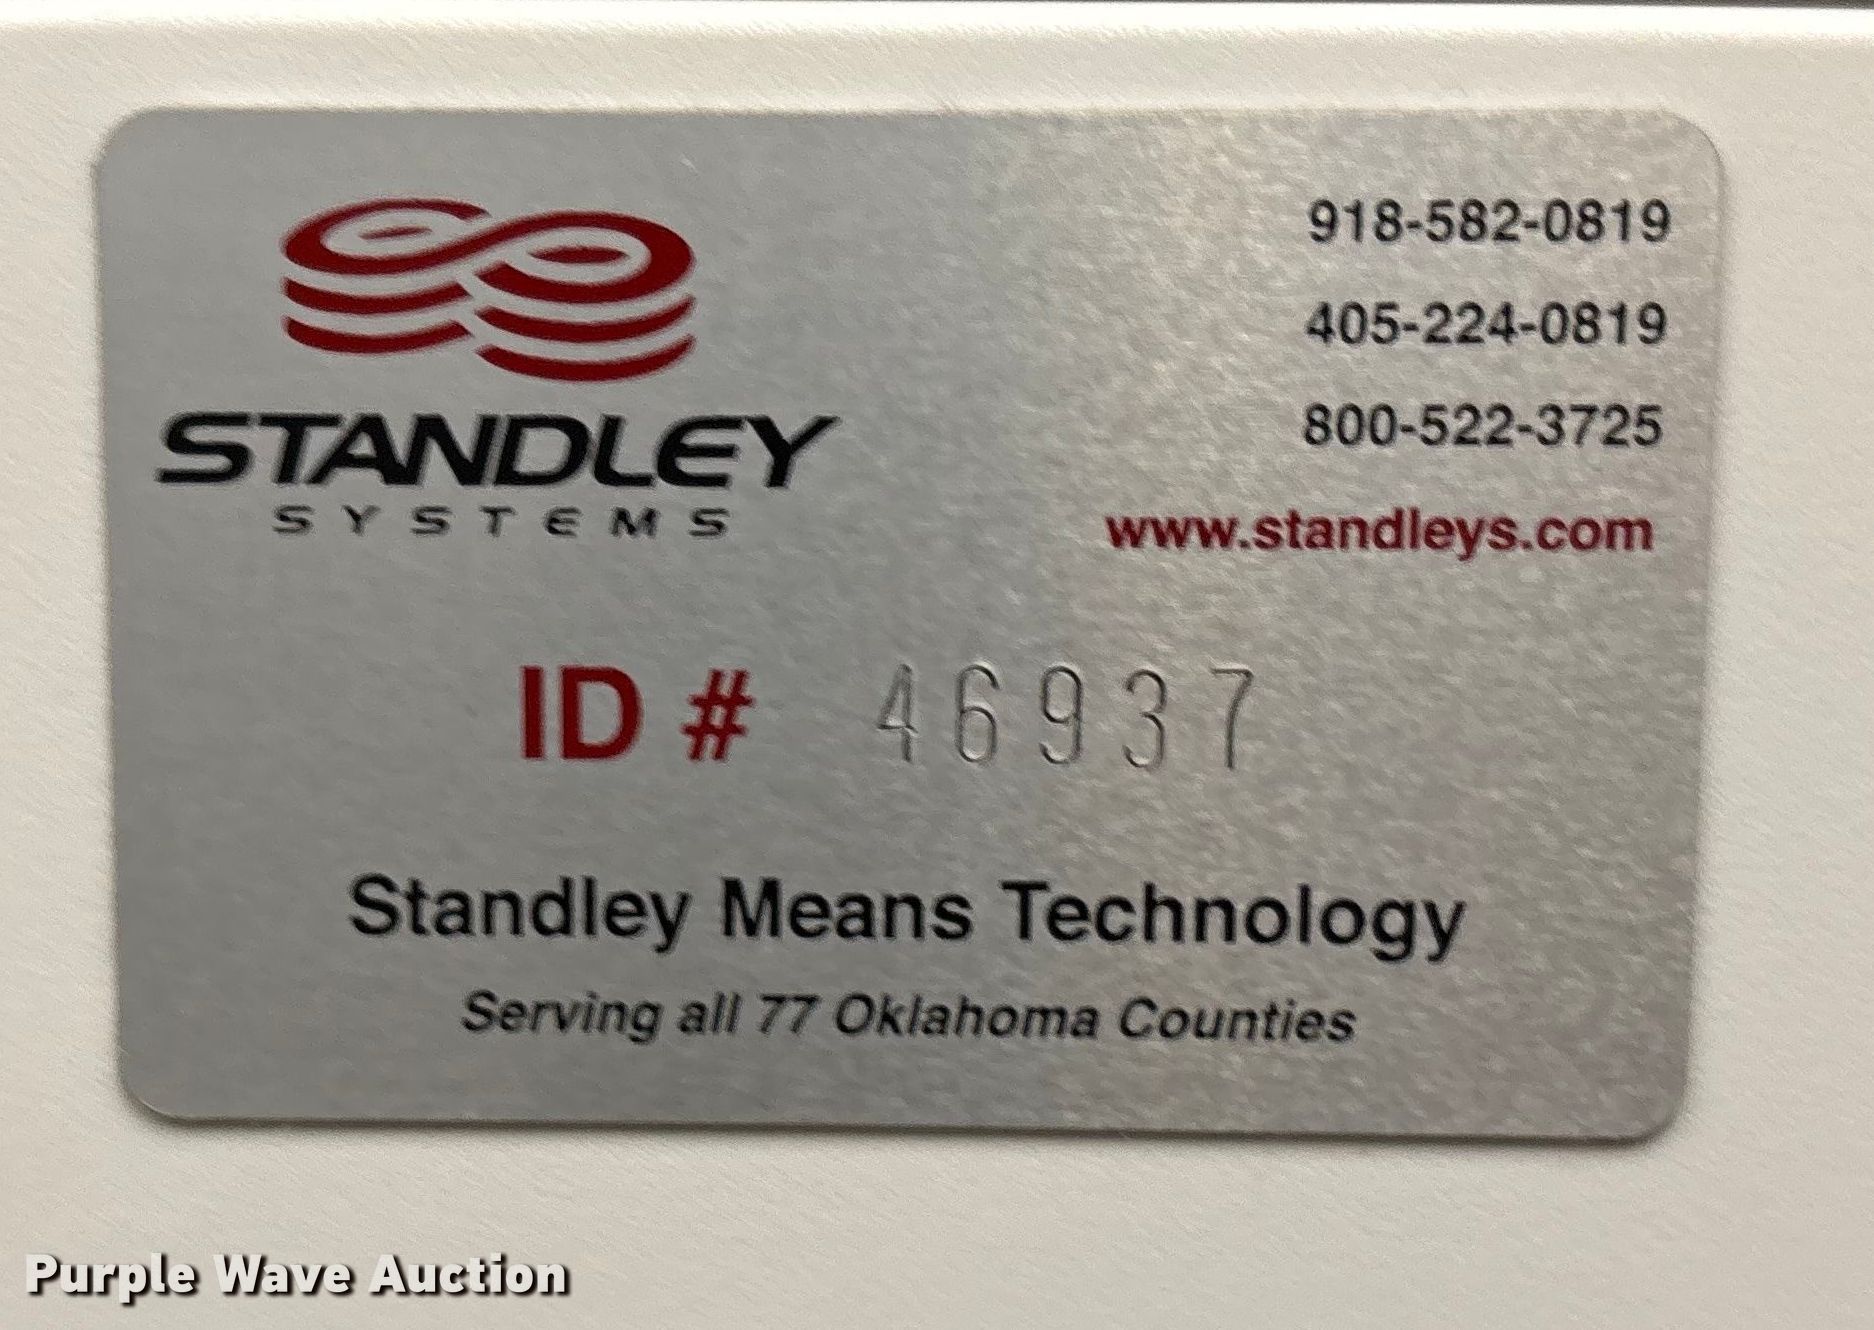 STANDLEY
SYSTEMS
918-582-0819
405-224-0819
800-522-3725
www.standleys.com
ID # 46937
Standley Means Technology
Serving all 77 Oklahoma Counties
Purple Wave Auction